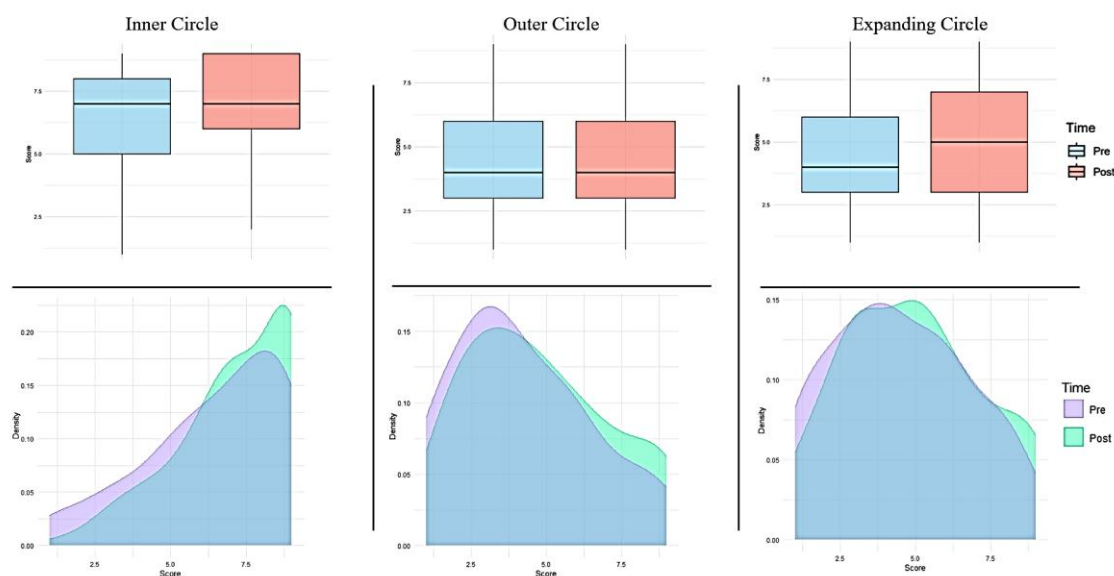 Inner Circle
Outer Circle
Expanding Circle
7.5
5.0
2.5
Score
7.5
5.0
2.5
Score
7.5
5.0
2.5
Score
Time
Pre
Post
0.20
0.15
0.10
0.05
0.00
Density
2.5 5.0 7.5
Score
0.15
0.10
0.05
0.00
Density
2.5 5.0 7.5
Score
0.15
0.10
0.05
0.00
Density
2.5 5.0 7.5
Score
Time
Pre
Post